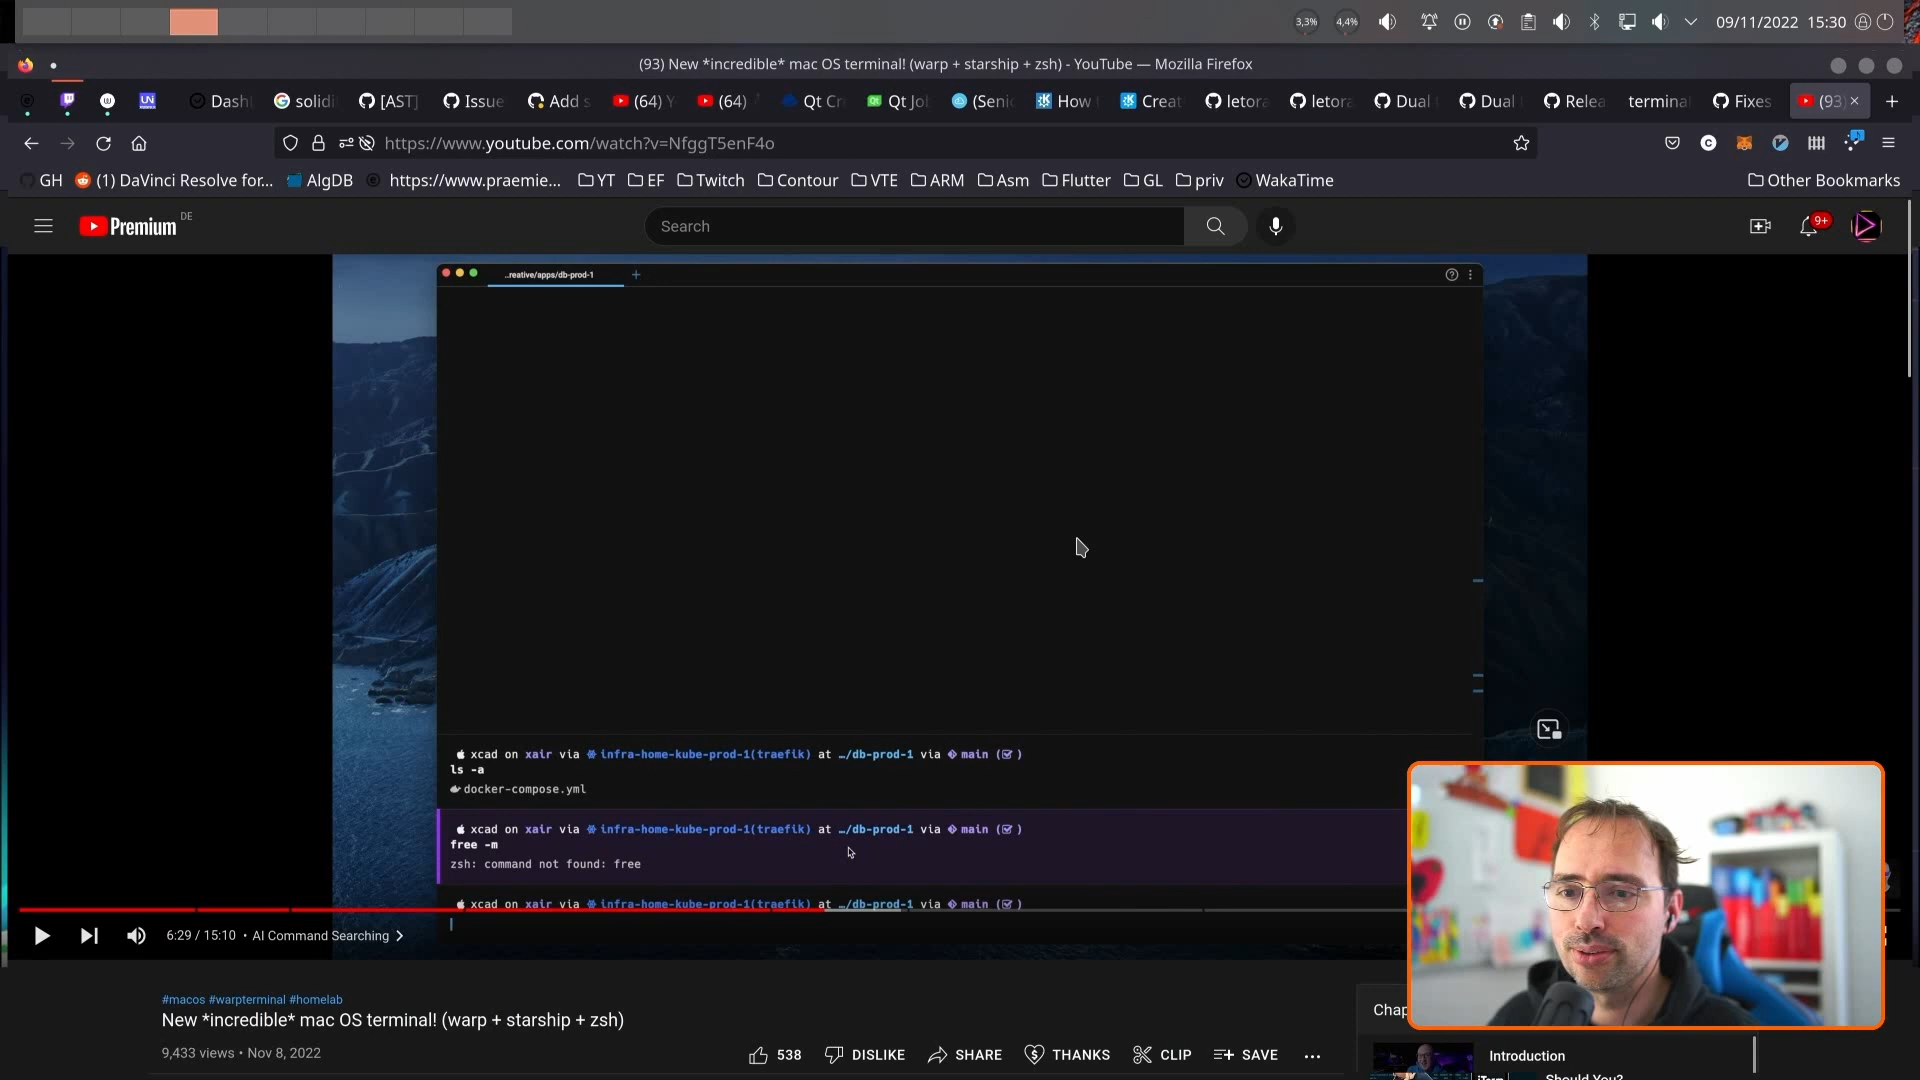 3,3%
4,4%
09/11/2022 15:30
(93) New *incredible* mac OS terminal! (warp + starship + zsh) - YouTube — Mozilla Firefox
UN
Dash
solidi
[AST]
Issue
Add s
(64) Y
(64)
Qt Cr
Qt Jo
(Seni
How
Creat
letora
letora
Dual
Dual
Relea
termina
Fixes
(93)
https://www.youtube.com/watch?v=NfggT5enF4o
GH
(1) DaVinci Resolve for...
AlgDB
https://www.praemie...
YT
EF
Twitch
Contour
VTE
ARM
Asm
Flutter
GL
priv
WakaTime
Other Bookmarks
Premium
DE
Search
9+
..reative/apps/db-prod-1
xcad on xair via infra-home-kube-prod-1(traefik) at …/db-prod-1 via main ( )
ls -a
docker-compose.yml
xcad on xair via infra-home-kube-prod-1(traefik) at …/db-prod-1 via main ( )
free -m
zsh: command not found: free
xcad on xair via infra-home-kube-prod-1(traefik) at …/db-prod-1 via main ( )
6:29 / 15:10 • AI Command Searching
#macos #warpterminal #homelab
New *incredible* mac OS terminal! (warp + starship + zsh)
9,433 views • Nov 8, 2022
538
DISLIKE
SHARE
THANKS
CLIP
SAVE
Chap
Introduction
Should You?